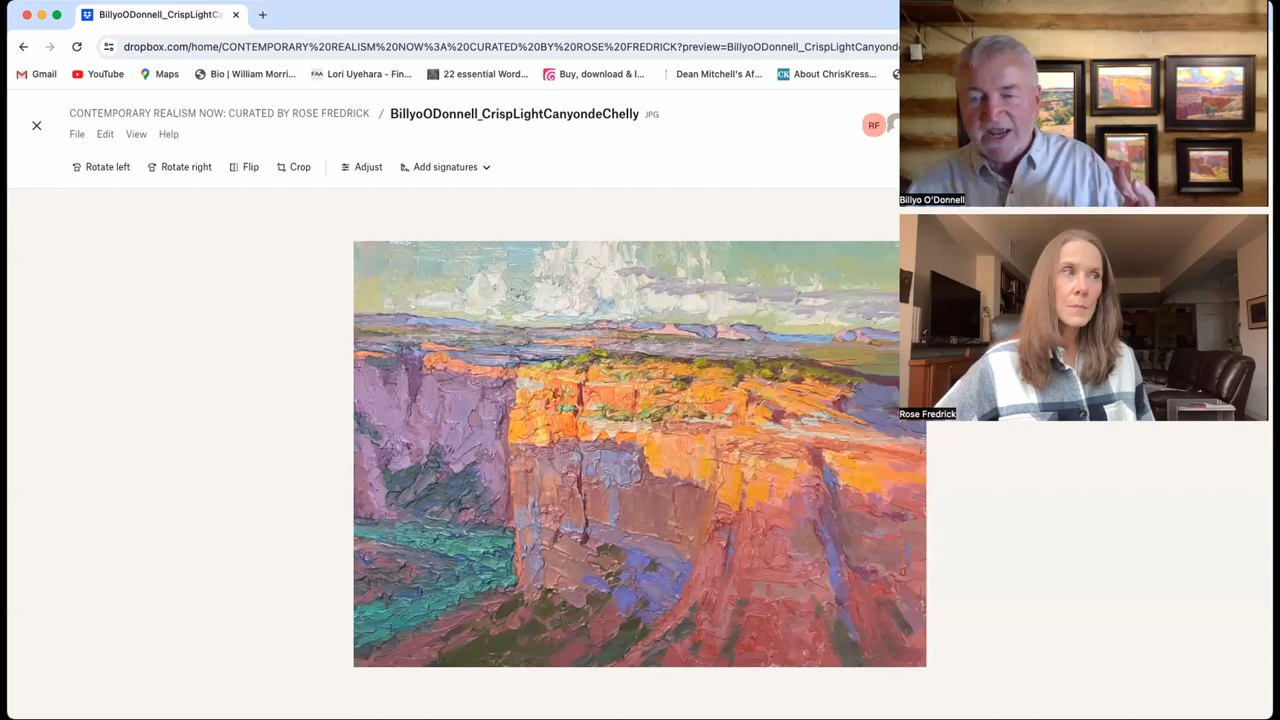 BillyoODonnell_CrispLightCa
dropbox.com/home/CONTEMPORARY%20REALISM%20NOW%3A%20CURATED%20BY%20ROSE%20FREDRICK?preview=BillyoODonnell_CrispLightCanyonde
Gmail YouTube Maps Bio | William Morri... Lori Uyehara - Fin... 22 essential Word... Buy, download & l... Dean Mitchell's Af... About ChrisKress...
CONTEMPORARY REALISM NOW: CURATED BY ROSE FREDRICK / BillyoODonnell_CrispLightCanyondeChelly JPG
File Edit View Help
RF
Rotate left Rotate right Flip Crop Adjust Add signatures
Billyo O'Donnell
Rose Fredrick